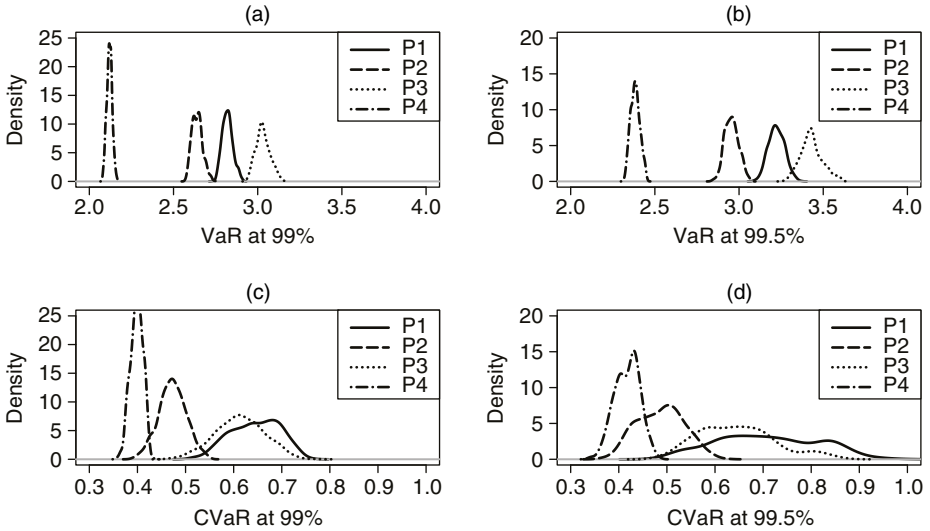 (a)
Density
25
20
15
10
5
0
2.0 2.5 3.0 3.5 4.0
VaR at 99%
P1
P2
P3
P4
(b)
Density
20
15
10
5
0
2.0 2.5 3.0 3.5 4.0
VaR at 99.5%
P1
P2
P3
P4
(c)
Density
25
20
15
10
5
0
0.3 0.4 0.5 0.6 0.7 0.8 0.9 1.0
CVaR at 99%
P1
P2
P3
P4
(d)
Density
20
15
10
5
0
0.3 0.4 0.5 0.6 0.7 0.8 0.9 1.0
CVaR at 99.5%
P1
P2
P3
P4